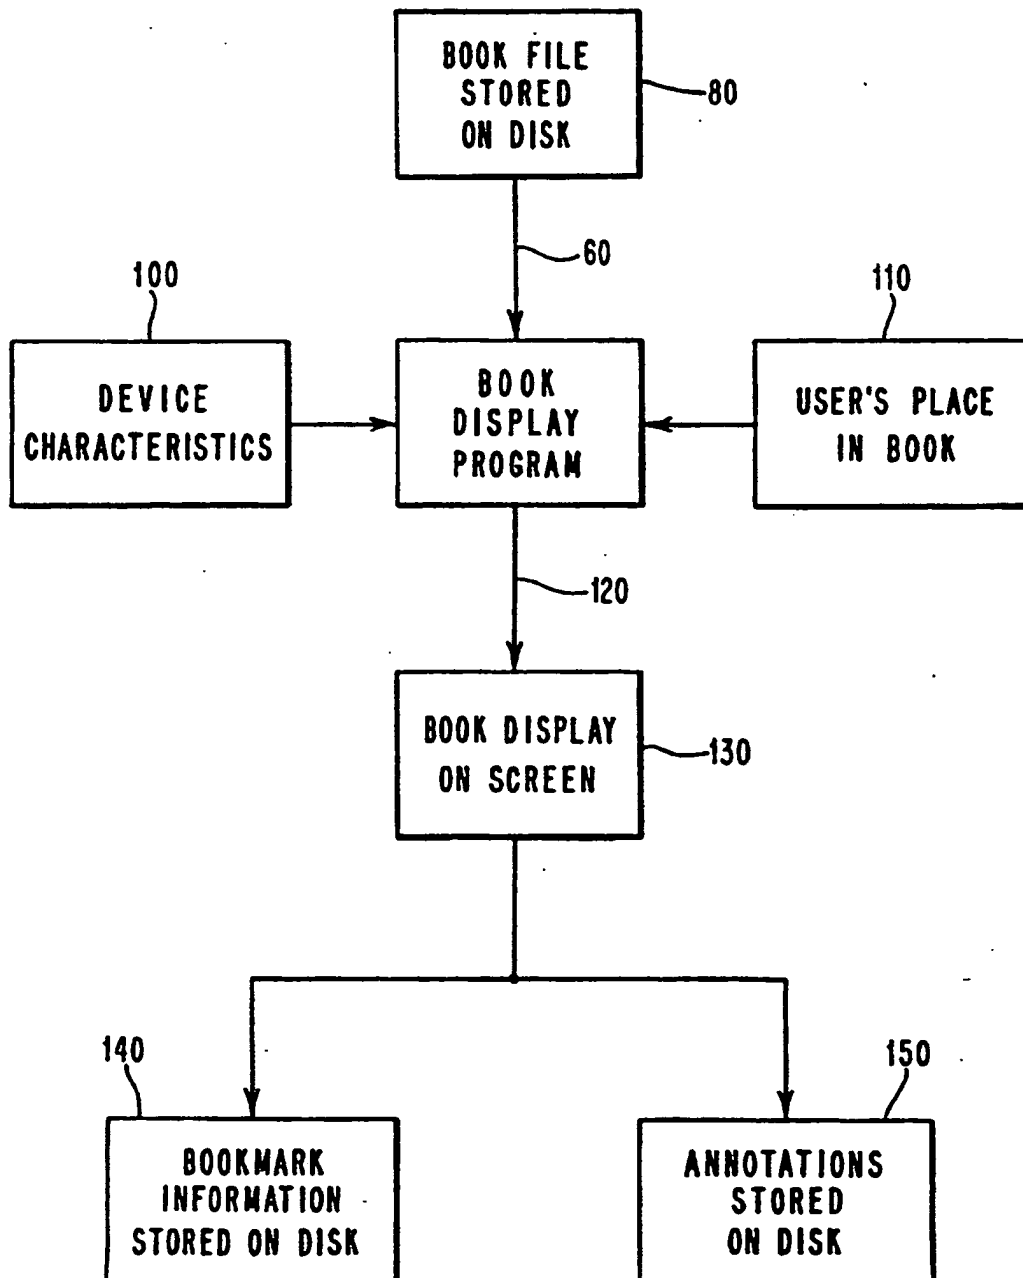 BOOK FILE
STORED
ON DISK
80
60
100
110
DEVICE
CHARACTERISTICS
BOOK
DISPLAY
PROGRAM
USER'S PLACE
IN BOOK
120
BOOK DISPLAY
ON SCREEN
130
140
150
BOOKMARK
INFORMATION
STORED ON DISK
ANNOTATIONS
STORED
ON DISK